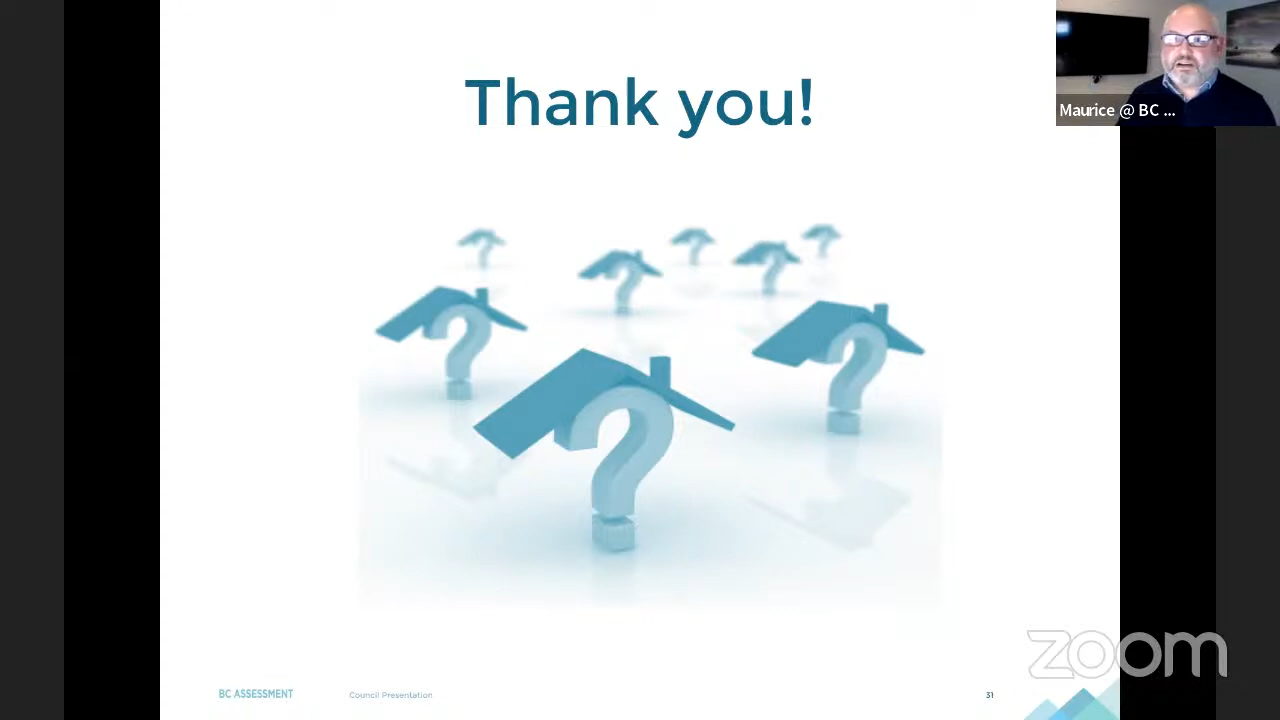 Thank you!
Maurice @ BC ...
zoom
BC ASSESSMENT
Council Presentation
31